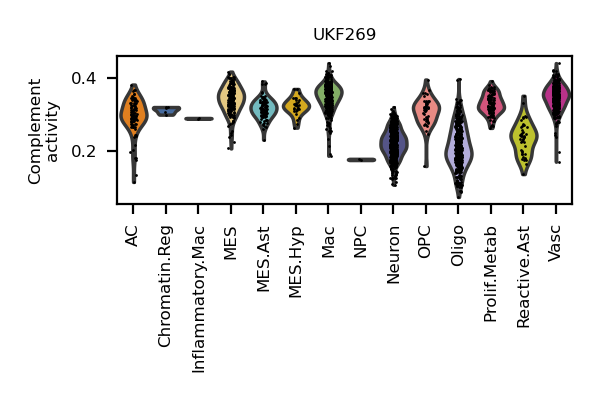 UKF269
Complement
activity
0.4
0.2
AC
Chromatin.Reg
Inflammatory.Mac
MES
MES.Ast
MES.Hyp
Mac
NPC
Neuron
OPC
Oligo
Prolif.Metab
Reactive.Ast
Vasc